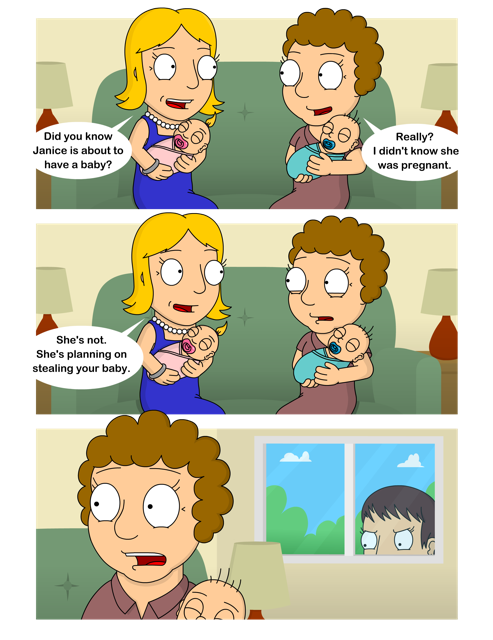 Did you know
Janice is about to
have a baby?
Really?
I didn't know she
was pregnant.
She's not.
She's planning on
stealing your baby.